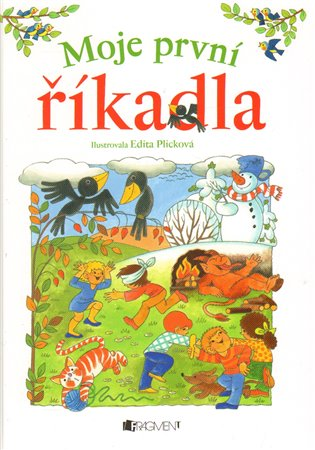 Moje první
říkadla
Ilustrovala Edita Plicková
FRAGMENT